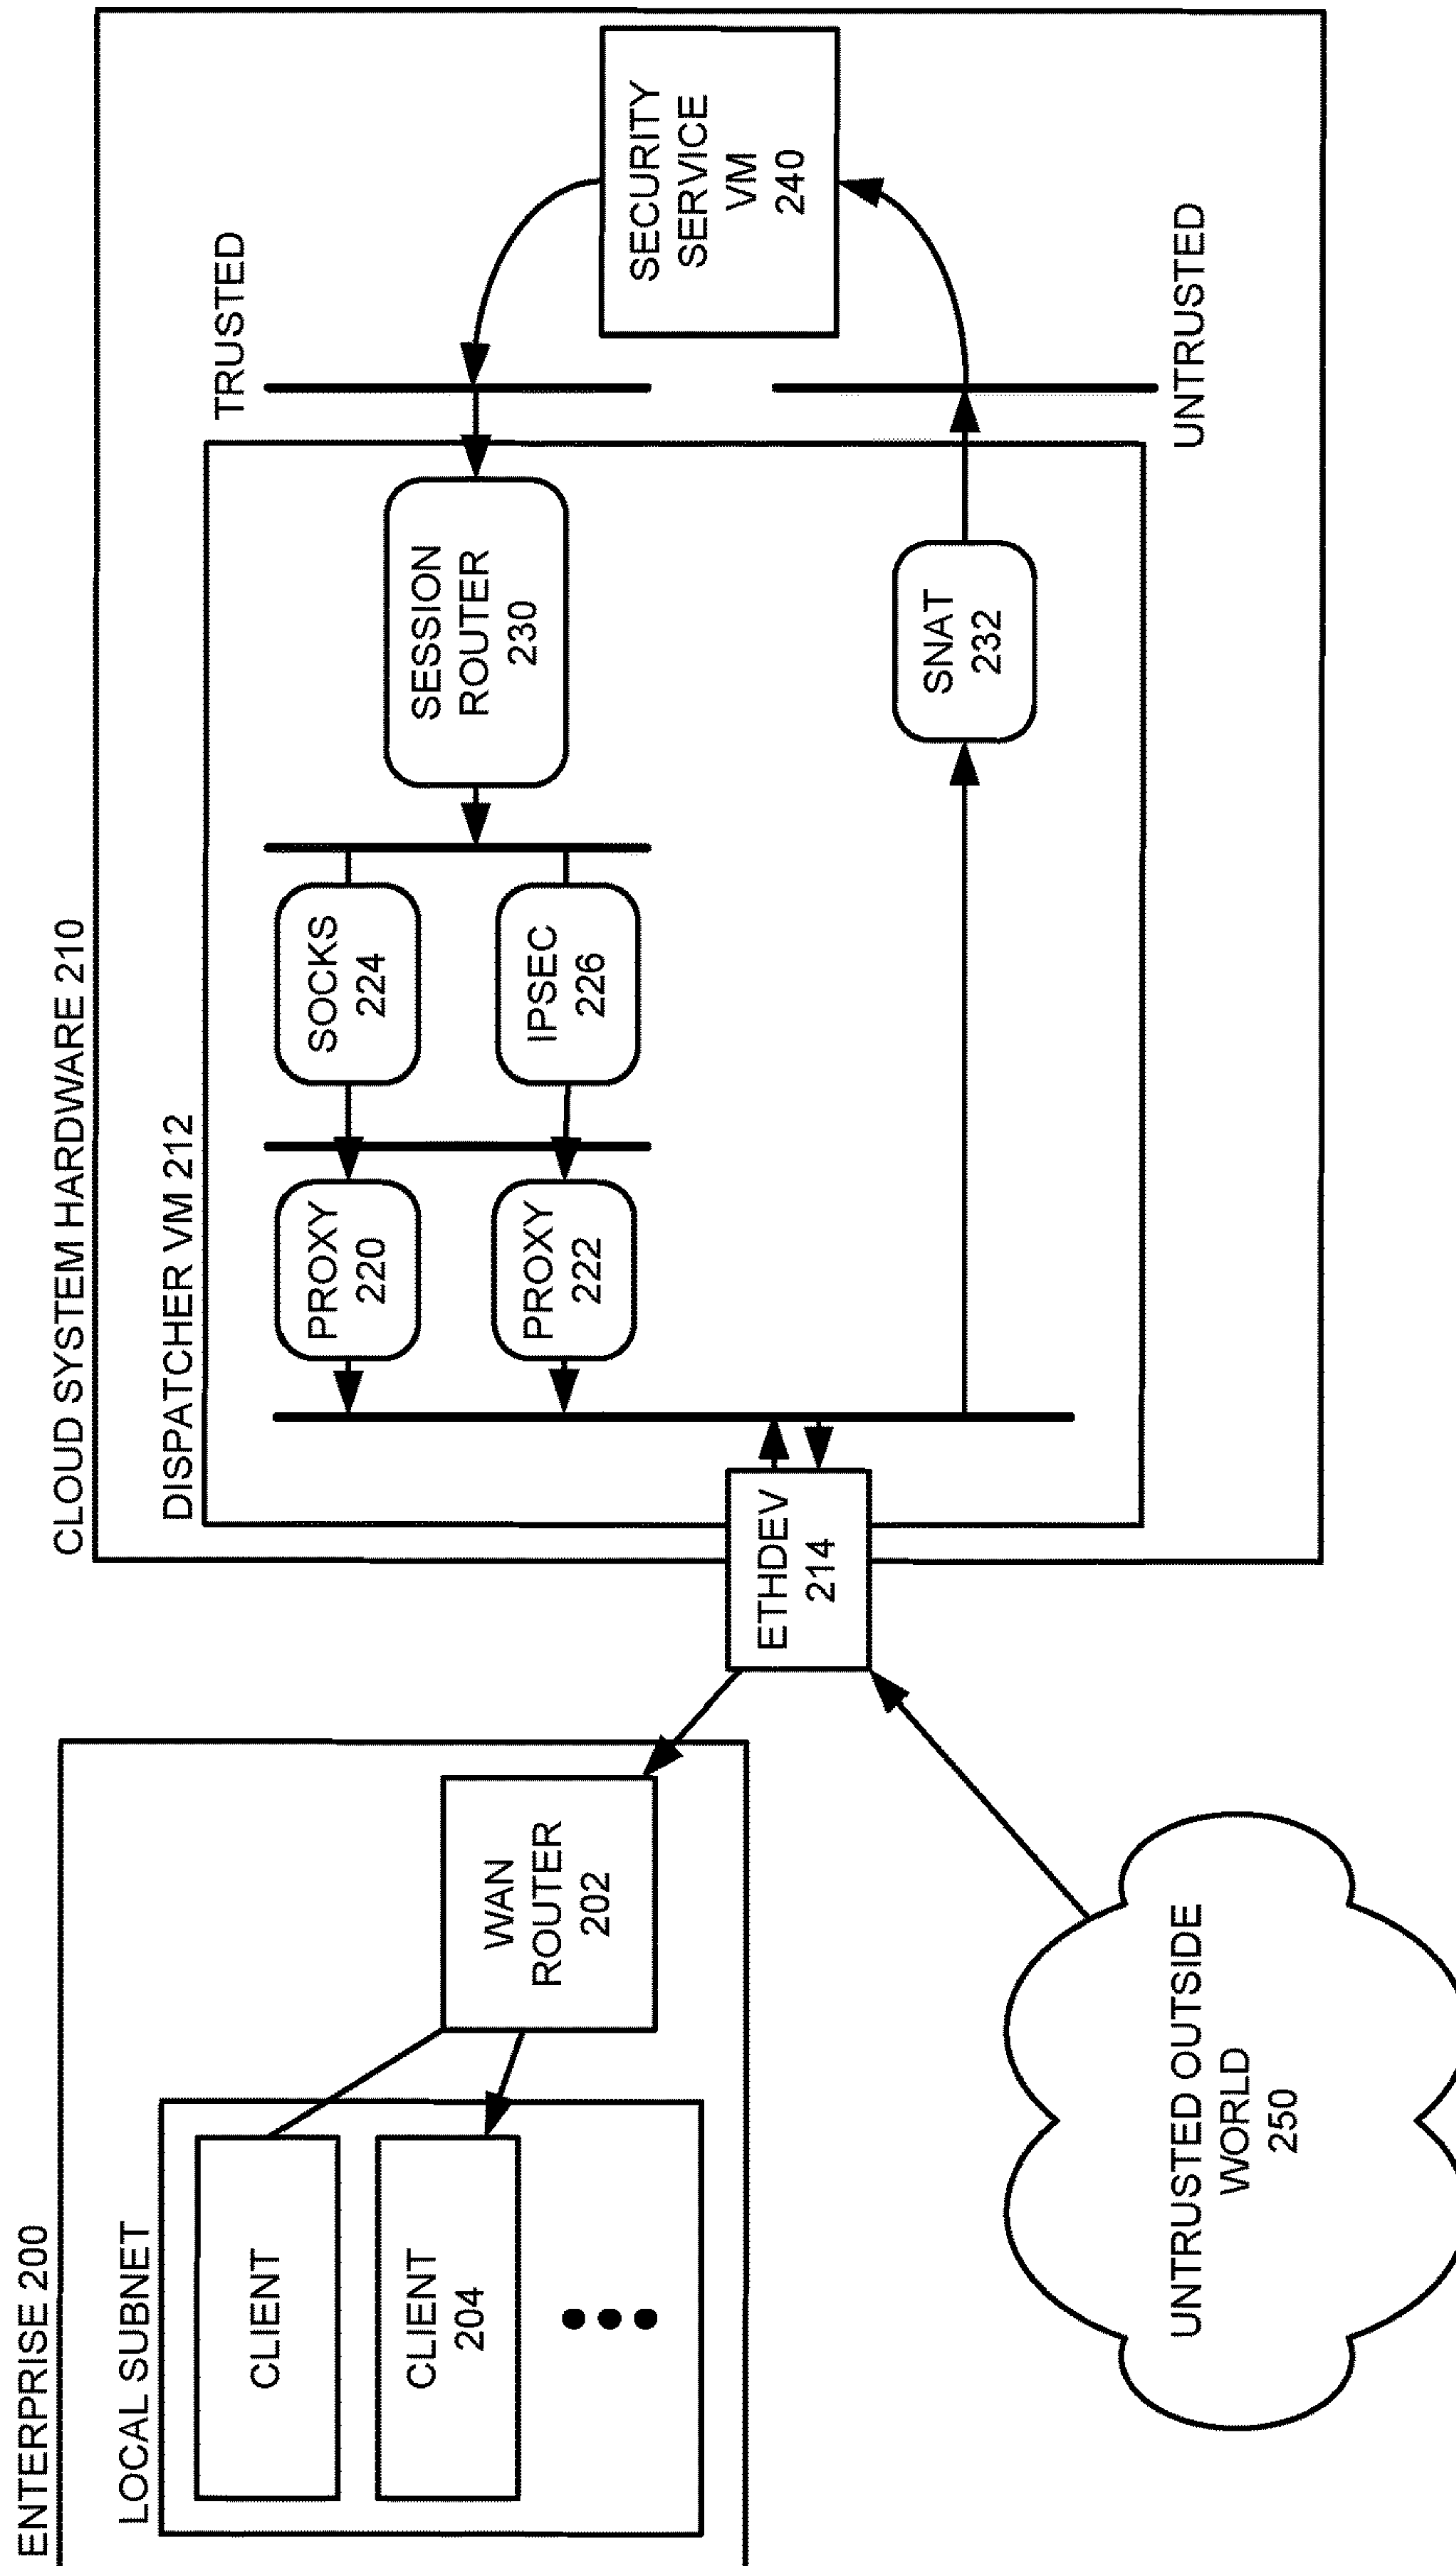 ENTERPRISE 200
LOCAL SUBNET
CLIENT
CLIENT
204
WAN
ROUTER
202
UNTRUSTED OUTSIDE
WORLD
250
CLOUD SYSTEM HARDWARE 210
DISPATCHER VM 212
ETHDEV
214
PROXY
220
PROXY
222
SOCKS
224
IPSEC
226
SESSION
ROUTER
230
SNAT
232
TRUSTED
UNTRUSTED
SECURITY
SERVICE
VM
240